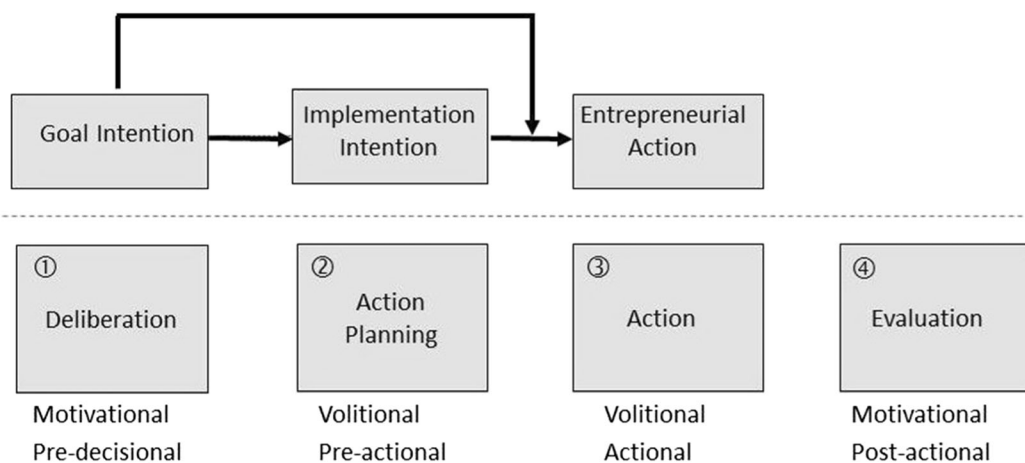 Goal Intention
Implementation
Intention
Entrepreneurial
Action
①
Deliberation
②
Action
Planning
③
Action
④
Evaluation
Motivational
Pre-decisional
Volitional
Pre-actional
Volitional
Actional
Motivational
Post-actional